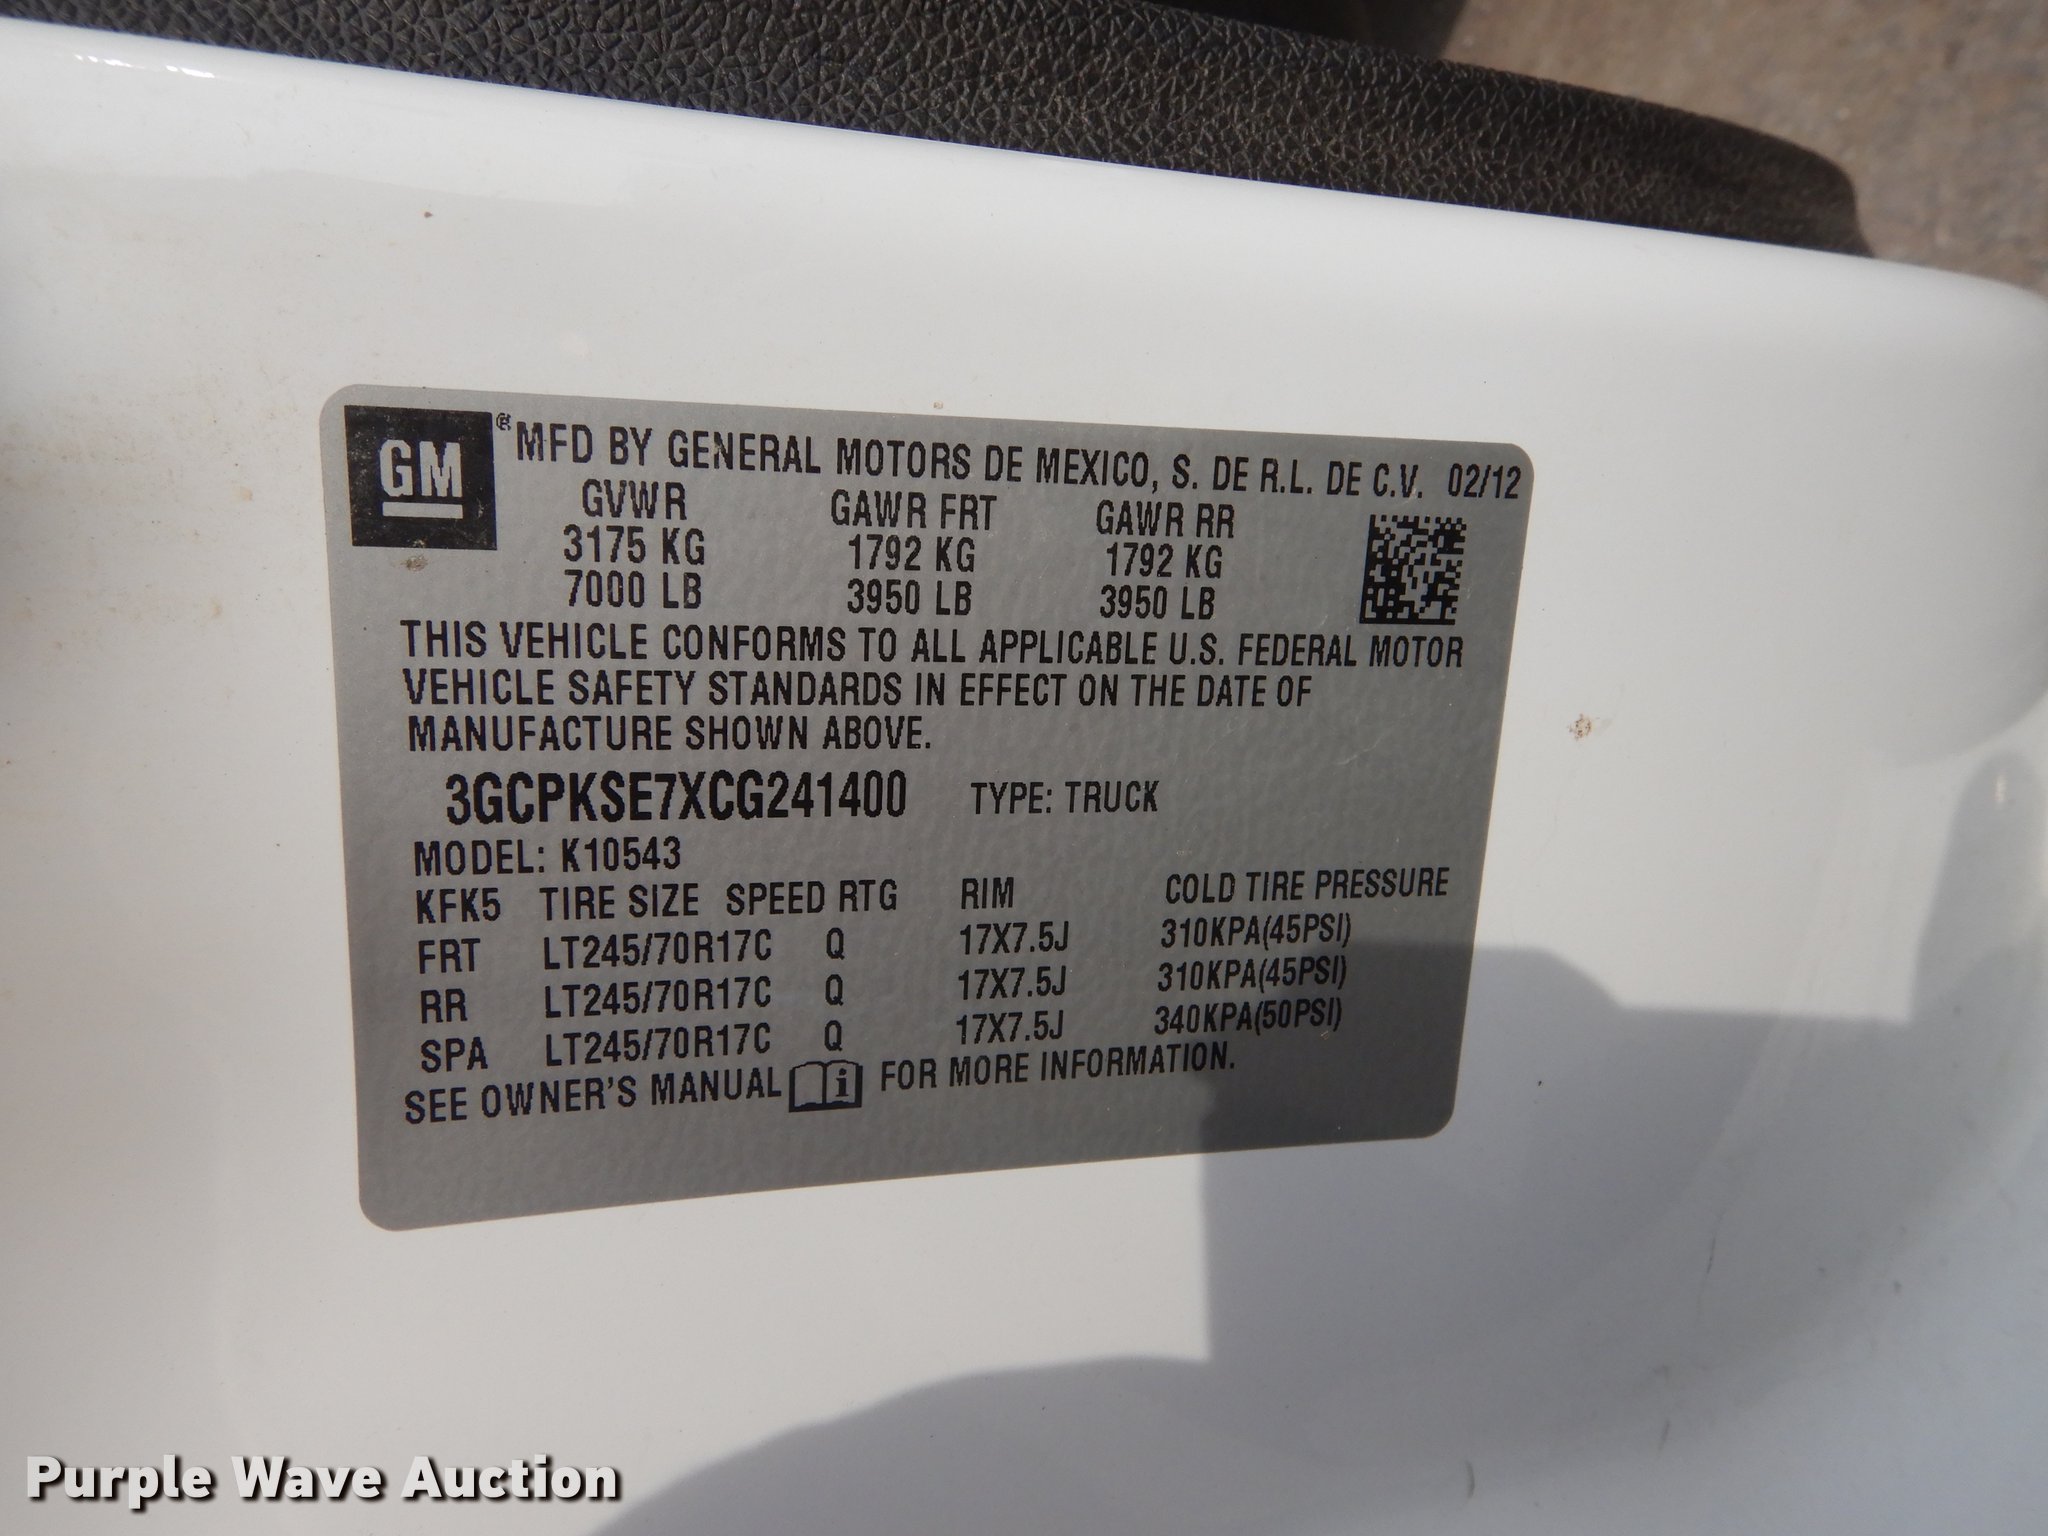 GM ® MFD BY GENERAL MOTORS DE MEXICO, S. DE R.L. DE C.V. 02/12
GVWR GAWR FRT GAWR RR
3175 KG 1792 KG 1792 KG
7000 LB 3950 LB 3950 LB
THIS VEHICLE CONFORMS TO ALL APPLICABLE U.S. FEDERAL MOTOR
VEHICLE SAFETY STANDARDS IN EFFECT ON THE DATE OF
MANUFACTURE SHOWN ABOVE.
3GCPKSE7XCG241400 TYPE: TRUCK
MODEL: K10543
KFK5 TIRE SIZE SPEED RTG RIM COLD TIRE PRESSURE
FRT LT245/70R17C Q 17X7.5J 310KPA(45PSI)
RR LT245/70R17C Q 17X7.5J 310KPA(45PSI)
SPA LT245/70R17C Q 17X7.5J 340KPA(50PSI)
SEE OWNER'S MANUAL i FOR MORE INFORMATION.
Purple Wave Auction